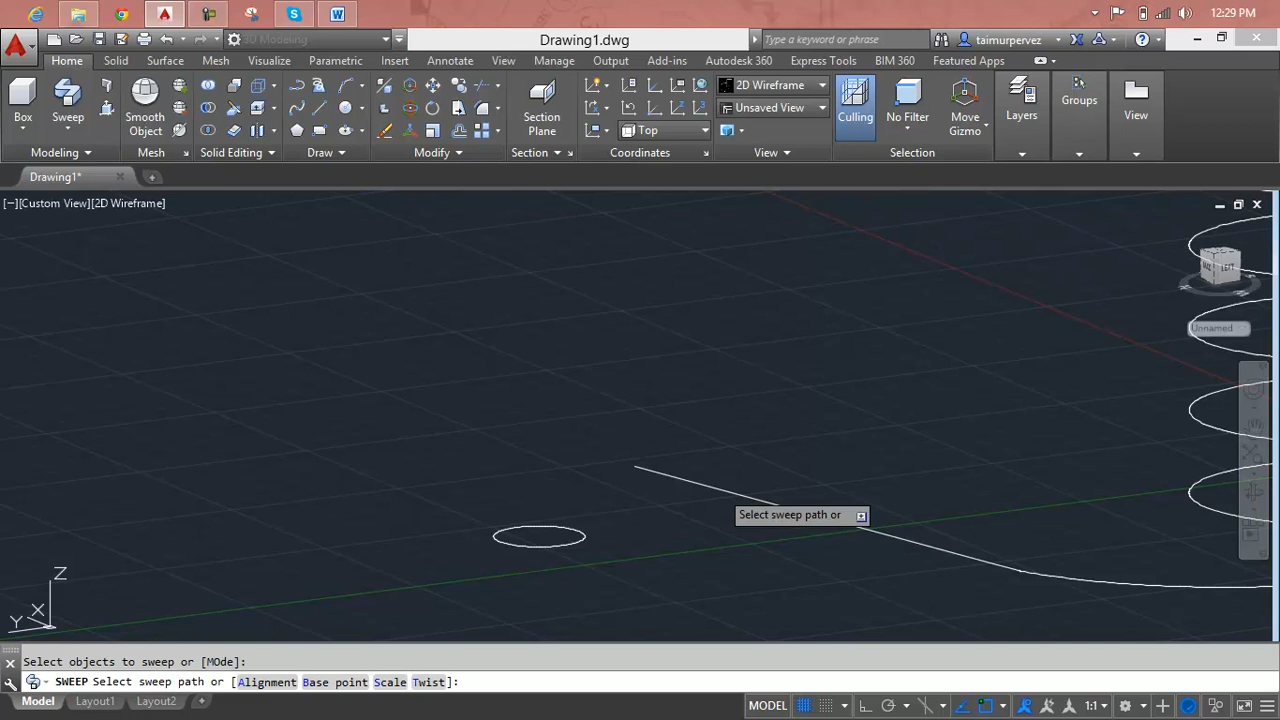 12:29 PM
3D Modeling
Drawing1.dwg
Type a keyword or phrase
taimurpervez
Home Solid Surface Mesh Visualize Parametric Insert Annotate View Manage Output Add-ins Autodesk 360 Express Tools BIM 360 Featured Apps
2D Wireframe
Unsaved View
Top
Box
Sweep
Smooth
Object
Section
Plane
Culling
No Filter
Move
Gizmo
Layers
Groups
View
Modeling
Mesh
Solid Editing
Draw
Modify
Section
Coordinates
View
Selection
Drawing1*
[−][Custom View][2D Wireframe]
LEFT
Unnamed
Select sweep path or
Z
X
Y
Select objects to sweep or [MOde]:
SWEEP Select sweep path or [Alignment Base point Scale Twist]:
Model Layout1 Layout2
MODEL
1:1